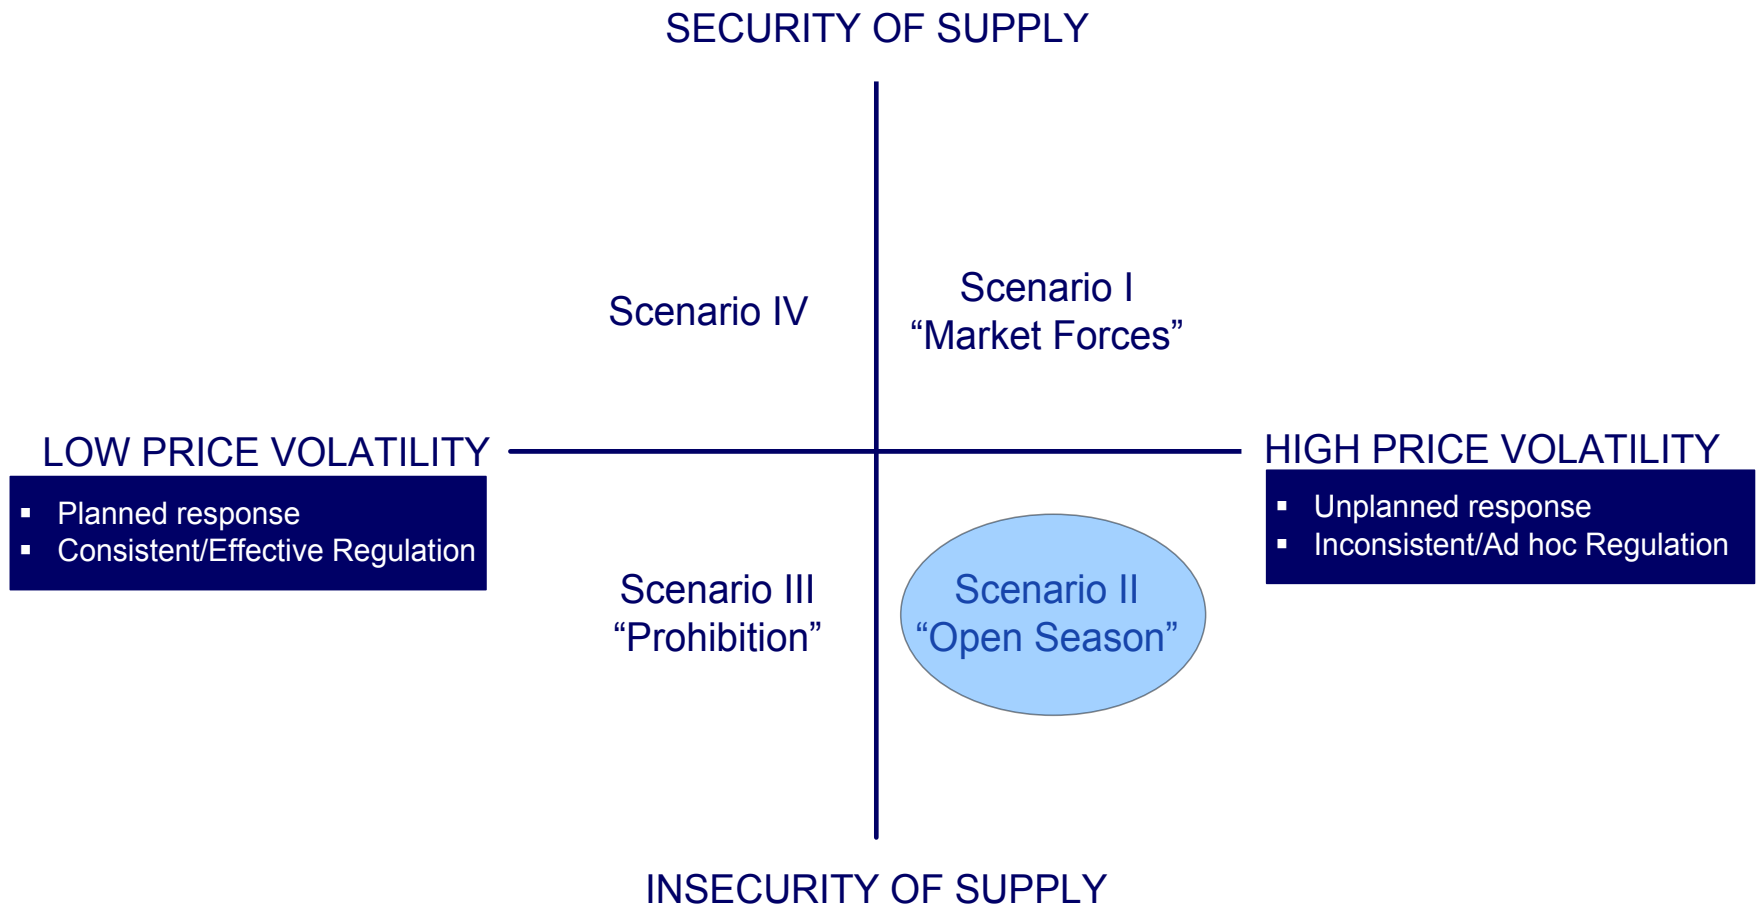 SECURITY OF SUPPLY
Scenario IV
Scenario I
“Market Forces”
LOW PRICE VOLATILITY
▪ Planned response
▪ Consistent/Effective Regulation
HIGH PRICE VOLATILITY
▪ Unplanned response
▪ Inconsistent/Ad hoc Regulation
Scenario III
“Prohibition”
Scenario II
“Open Season”
INSECURITY OF SUPPLY